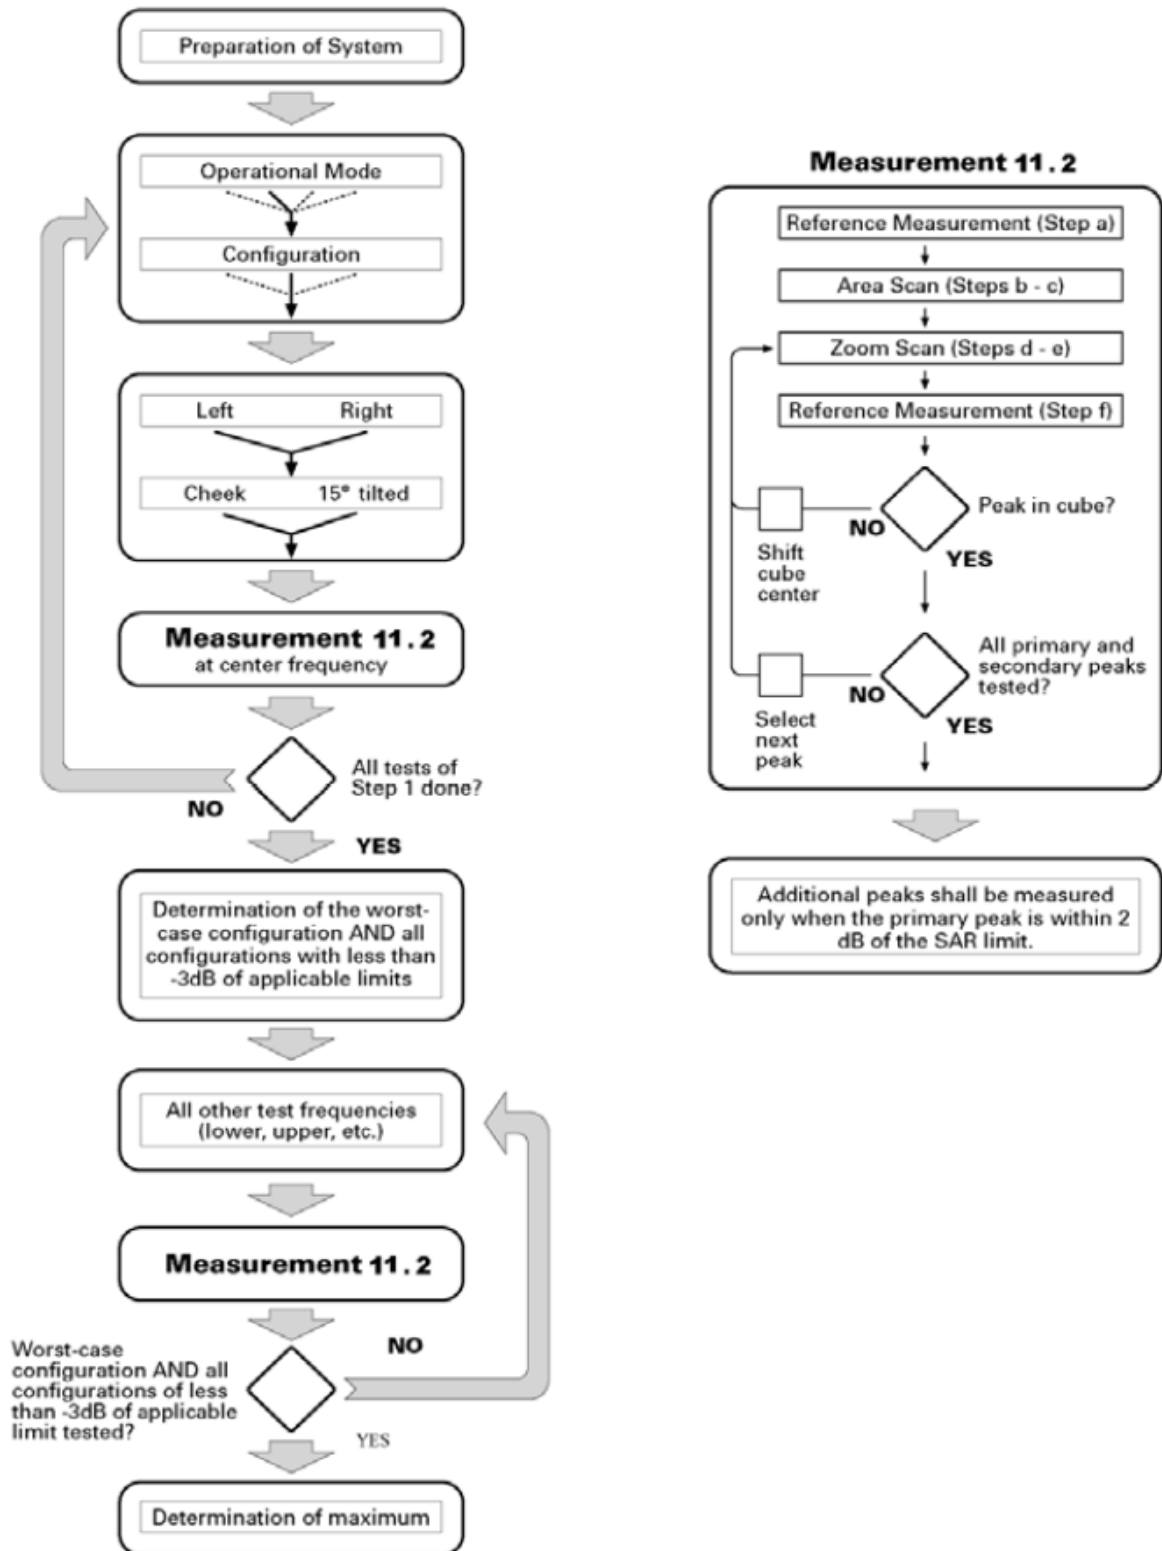 Preparation of System
Operational Mode
Configuration
Left Right
Cheek 15° tilted
Measurement 11.2
at center frequency
All tests of
Step 1 done?
NO
YES
Determination of the worst-
case configuration AND all
configurations with less than
-3dB of applicable limits
All other test frequencies
(lower, upper, etc.)
Measurement 11.2
NO
Worst-case
configuration AND all
configurations of less
than -3dB of applicable
limit tested?
YES
Determination of maximum
Measurement 11.2
Reference Measurement (Step a)
Area Scan (Steps b - c)
Zoom Scan (Steps d - e)
Reference Measurement (Step f)
Peak in cube?
NO
YES
Shift
cube
center
All primary and
secondary peaks
tested?
NO
YES
Select
next
peak
Additional peaks shall be measured
only when the primary peak is within 2
dB of the SAR limit.